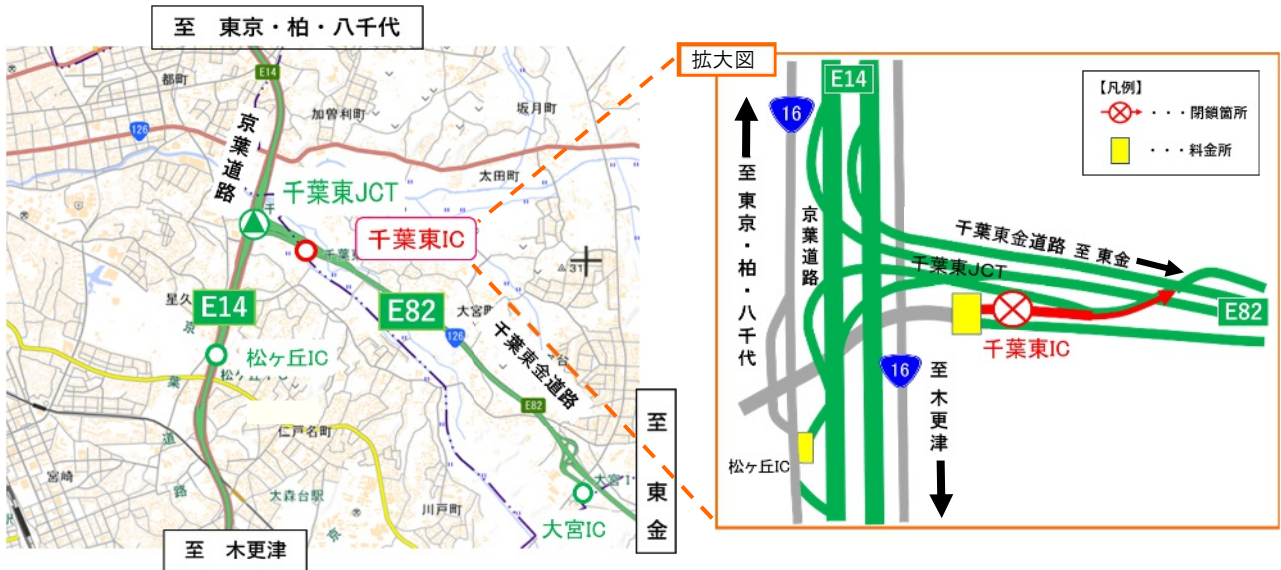 至 東京・柏・八千代
E14
都町
加曽利町
坂月町
126
京葉道路
太田町
千葉東JCT
千葉東IC
31
星久
E14
E82
大宮町
126
松ヶ丘IC
千葉東金道路
京葉道路
E82
仁戸名町
宮崎
大森台駅
川戸町
大宮IC
至 東金
至 木更津
拡大図
E14
16
至 東京・柏・八千代
京葉道路
千葉東金道路 至 東金
千葉東JCT
E82
千葉東IC
16
至 木更津
松ヶ丘IC
【凡例】
・・・閉鎖箇所
・・・料金所